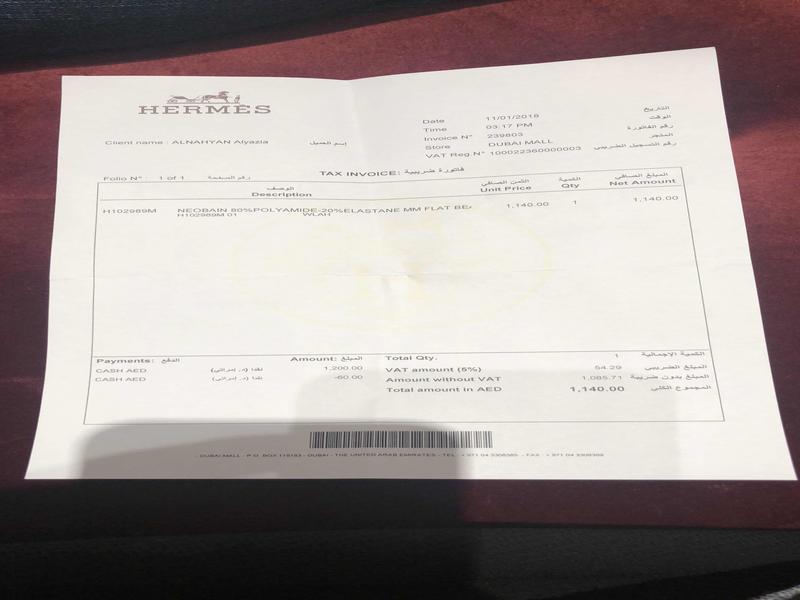 HERMES
Date 11/01/2018 التاريخ
Time 03:17 PM الوقت
Invoice N° 239803 رقم الفاتورة
Store DUBAI MALL المتجر
VAT Reg.N° 100022360000003 رقم التسجيل الضريبي
Client name : ALNAHYAN Alyazia إسم العميل
Folio N° : 1 of 1 رقم الصفحة
TAX INVOICE: فاتورة ضريبية
الوصف الثمن الصافي الكمية المبلغ الصافي
Description Unit Price Qty Net Amount
H102989M NEOBAIN 80%POLYAMIDE-20%ELASTANE MM FLAT BE 1,140.00 1 1,140.00
H102989M 01 WLAH
Payments: الدفع Amount: المبلغ Total Qty. 1 الكمية الإجمالية
CASH AED نقدا (د. إمراتي) 1,200.00 VAT amount (5%) 54.29 المبلغ الضريبي
CASH AED نقدا (د. إمراتي) -60.00 Amount without VAT 1,085.71 المبلغ بدون ضريبة
Total amount in AED 1,140.00 المجموع الكلي
- DUBAI MALL - P.O. BOX 119193 - DUBAI - THE UNITED ARAB EMIRATES - TEL : + 971 04 - FAX : + 971 04